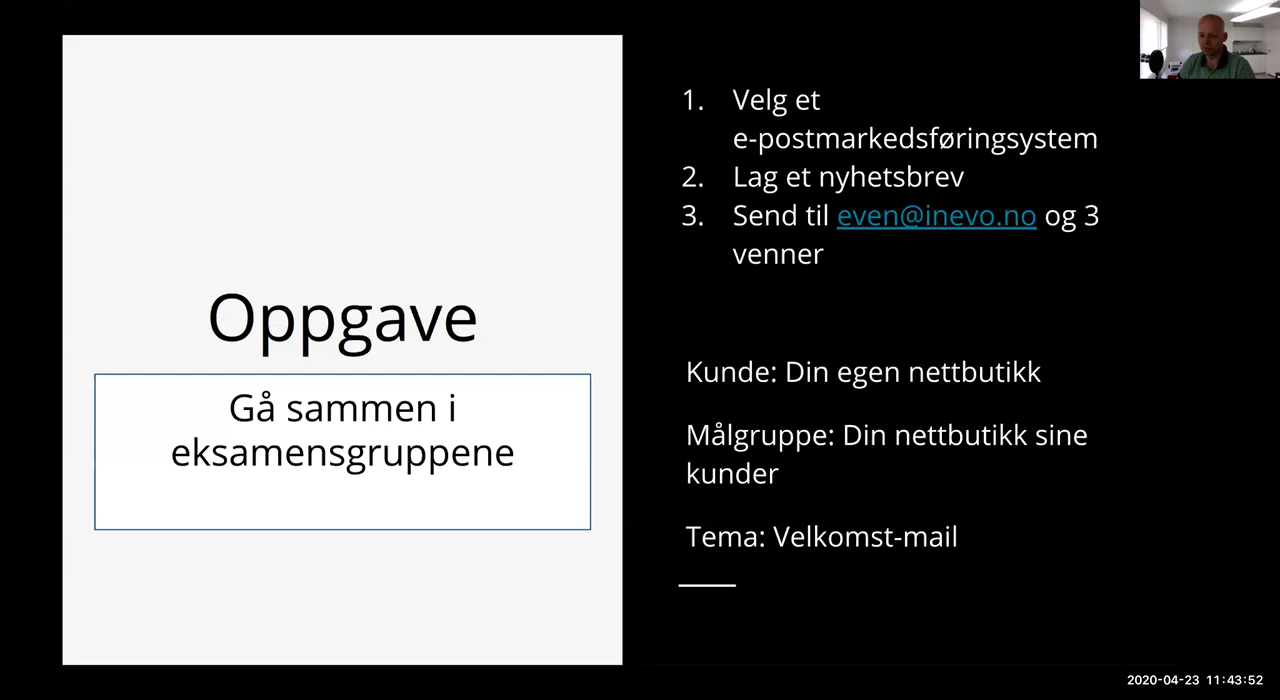 Oppgave
Gå sammen i
eksamensgruppene
1. Velg et
e-postmarkedsføringsystem
2. Lag et nyhetsbrev
3. Send til even@inevo.no og 3
venner
Kunde: Din egen nettbutikk
Målgruppe: Din nettbutikk sine
kunder
Tema: Velkomst-mail
2020-04-23 11:43:52